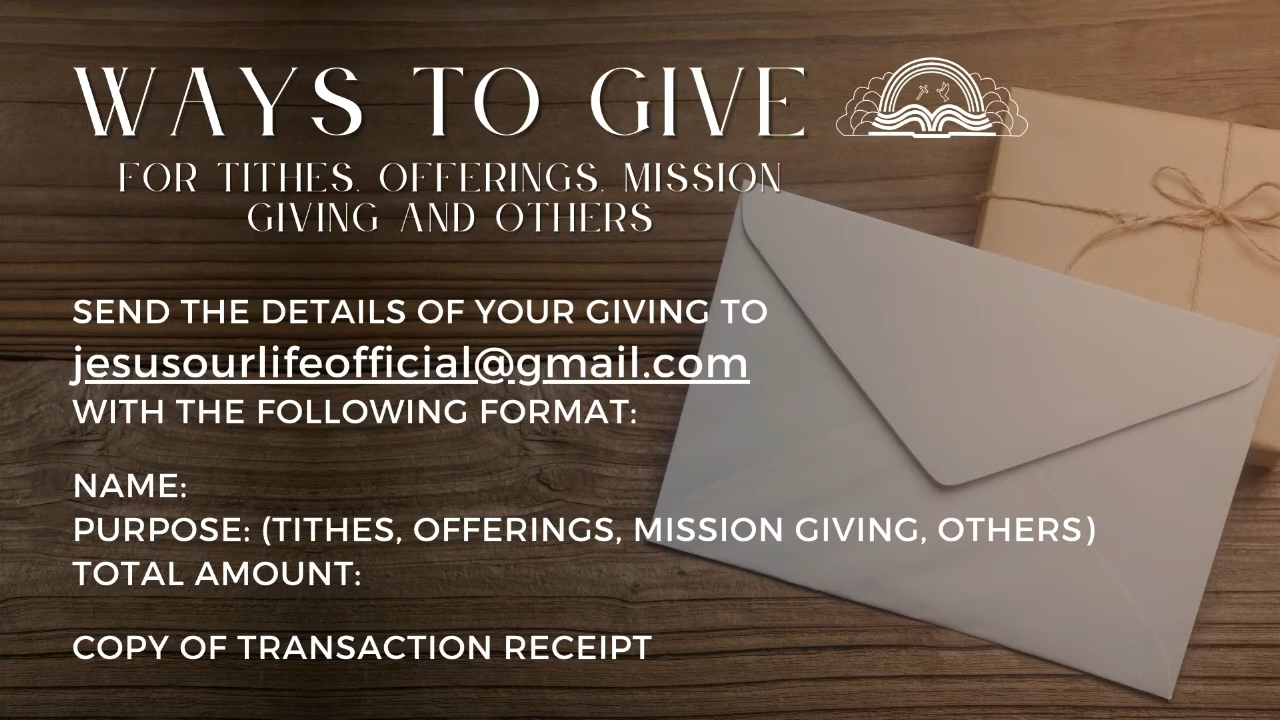 WAYS TO GIVE
FOR TITHES, OFFERINGS, MISSION
GIVING AND OTHERS
SEND THE DETAILS OF YOUR GIVING TO
jesusourlifeofficial@gmail.com
WITH THE FOLLOWING FORMAT:
NAME:
PURPOSE: (TITHES, OFFERINGS, MISSION GIVING, OTHERS)
TOTAL AMOUNT:
COPY OF TRANSACTION RECEIPT